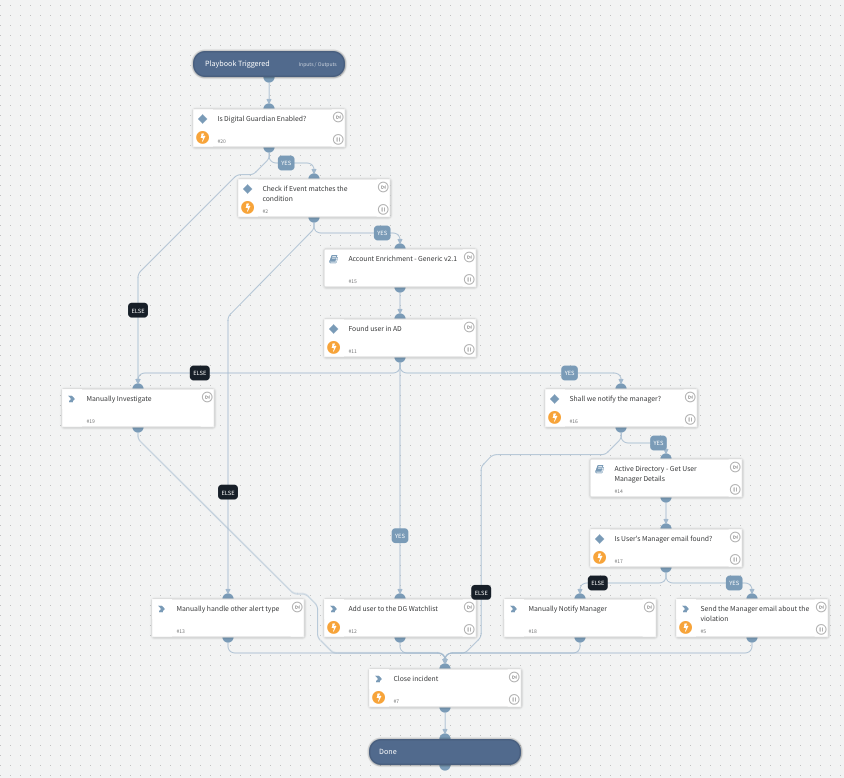 Playbook Triggered
Inputs / Outputs
Is Digital Guardian Enabled?
#20
YES
Check if Event matches the
condition
#2
YES
Account Enrichment - Generic v2.1
#15
ELSE
Found user in AD
#11
ELSE
YES
Manually Investigate
#19
Shall we notify the manager?
#16
YES
Active Directory - Get User
Manager Details
#14
ELSE
YES
Is User's Manager email found?
#17
ELSE
YES
ELSE
Manually handle other alert type
#13
Add user to the DG Watchlist
#12
Manually Notify Manager
#18
Send the Manager email about the
violation
#5
Close incident
#7
Done